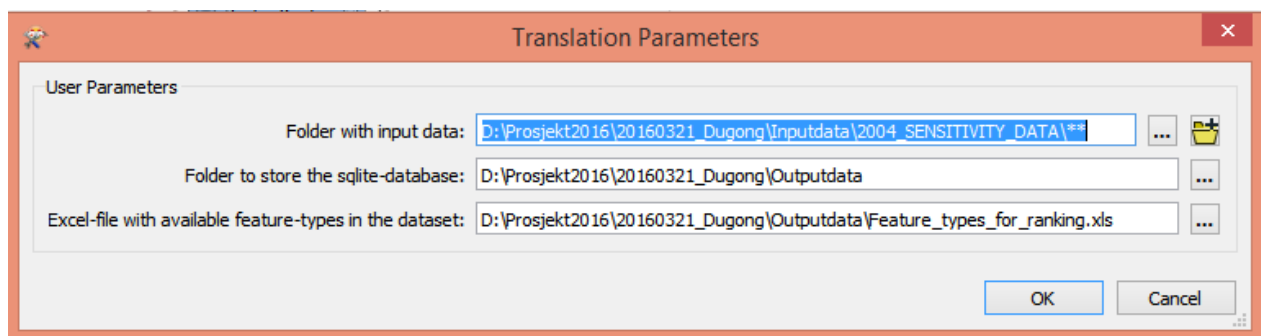 Translation Parameters
User Parameters
Folder with input data: D:\Prosjekt2016\20160321_Dugong\Inputdata\2004_SENSITIVITY_DATA\** ...
Folder to store the sqlite-database: D:\Prosjekt2016\20160321_Dugong\Outputdata ...
Excel-file with available feature-types in the dataset: D:\Prosjekt2016\20160321_Dugong\Outputdata\Feature_types_for_ranking.xls ...
OK Cancel